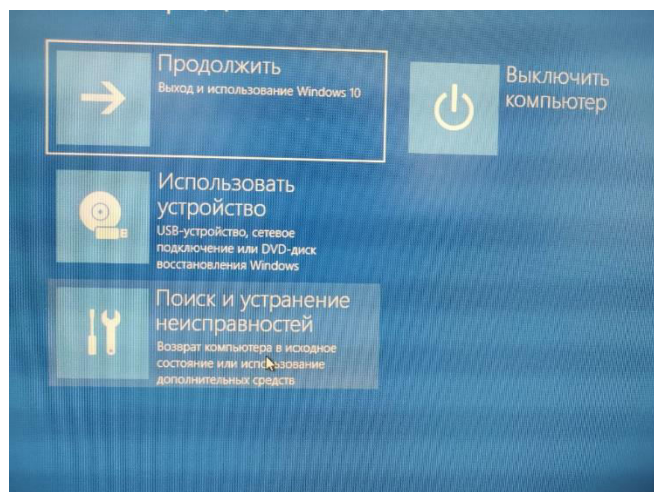 Продолжить
Выход и использование Windows 10
Выключить
компьютер
Использовать
устройство
USB-устройство, сетевое
подключение или DVD-диск
восстановления Windows
Поиск и устранение
неисправностей
Возврат компьютера в исходное
состояние или использование
дополнительных средств